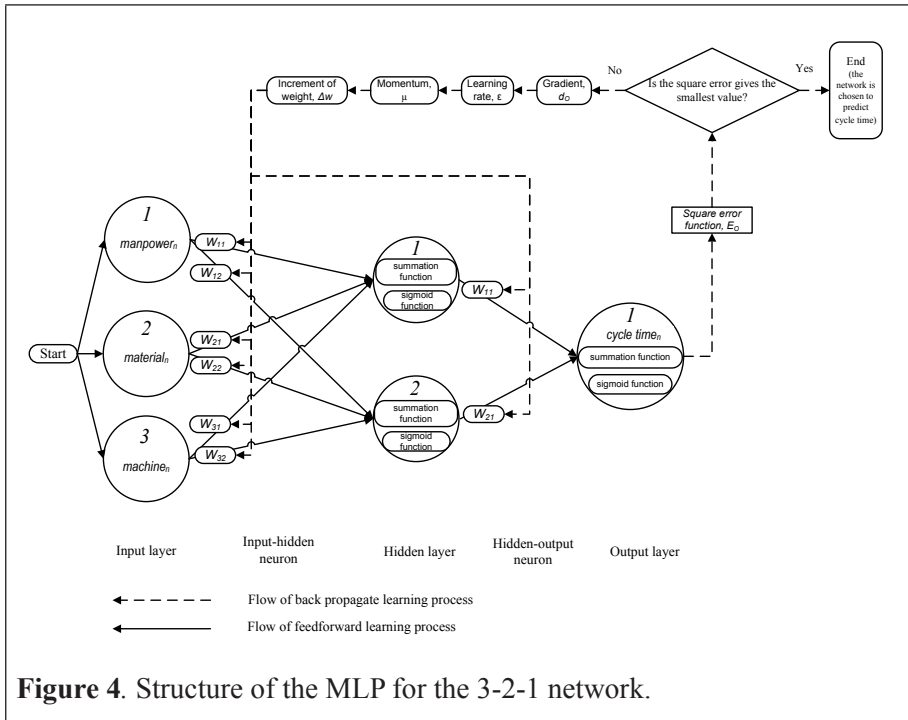 No
Yes
Is the square error gives the
smallest value?
End
(the
network is
chosen to
predict
cycle time)
Increment of
weight, Δw
Momentum,
μ
Learning
rate, ε
Gradient,
dO
Square error
function, EO
Start
1
manpowern
2
materialn
3
machinen
W11
W12
W21
W22
W31
W32
1
summation
function
sigmoid
function
2
summation
function
sigmoid
function
W11
W21
1
cycle timen
summation function
sigmoid function
Input layer
Input-hidden
neuron
Hidden layer
Hidden-output
neuron
Output layer
Flow of back propagate learning process
Flow of feedforward learning process
Figure 4. Structure of the MLP for the 3-2-1 network.